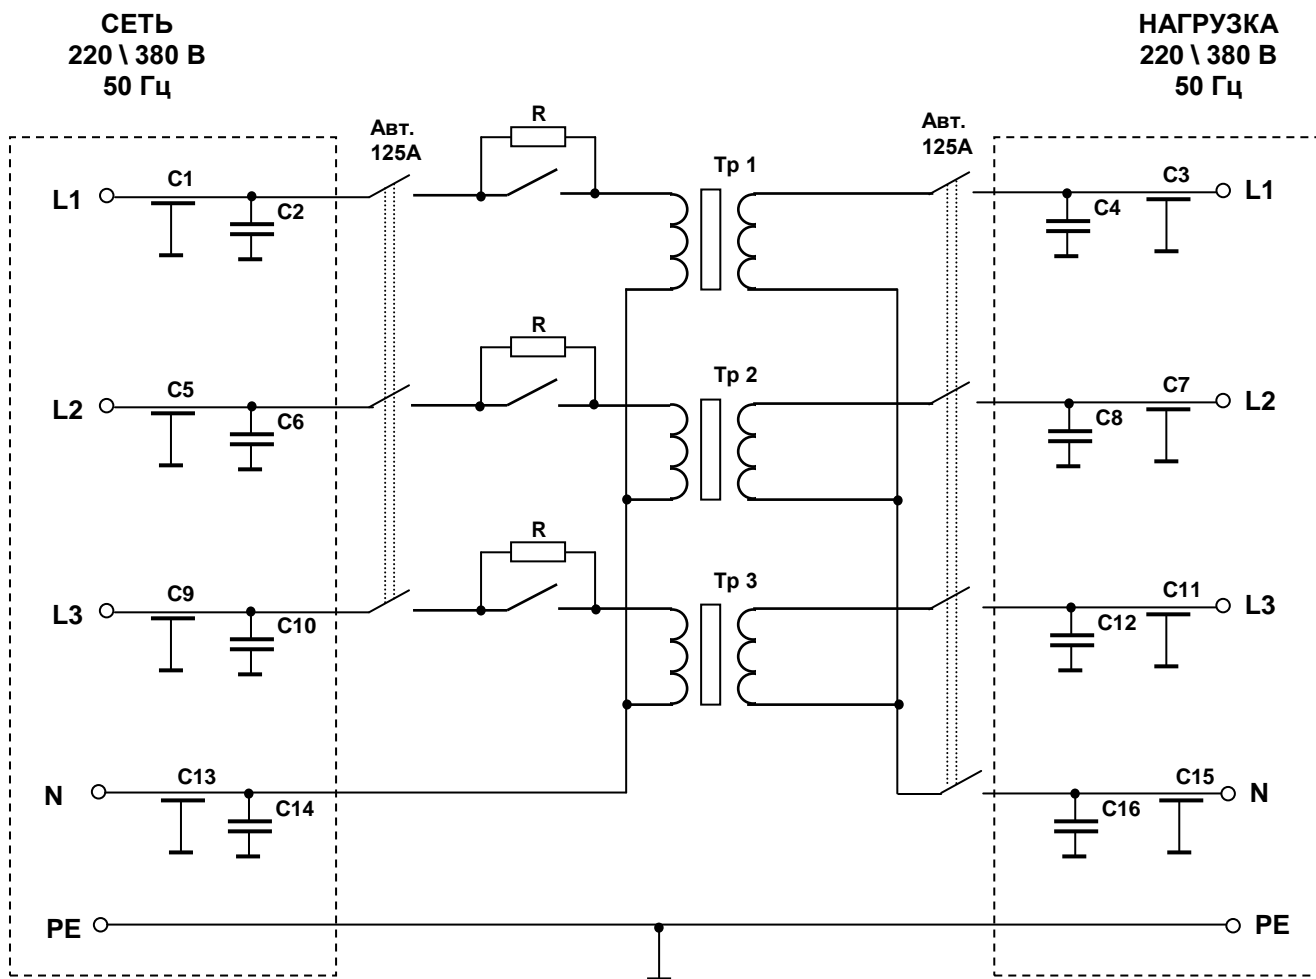 СЕТЬ
220 \ 380 В
50 Гц
НАГРУЗКА
220 \ 380 В
50 Гц
Авт.
125А
R
Тр 1
Авт.
125А
L1
C1
C2
C4
C3
L1
R
Тр 2
L2
C5
C6
C8
C7
L2
R
Тр 3
L3
C9
C10
C12
C11
L3
N
C13
C14
C16
C15
N
PE
PE